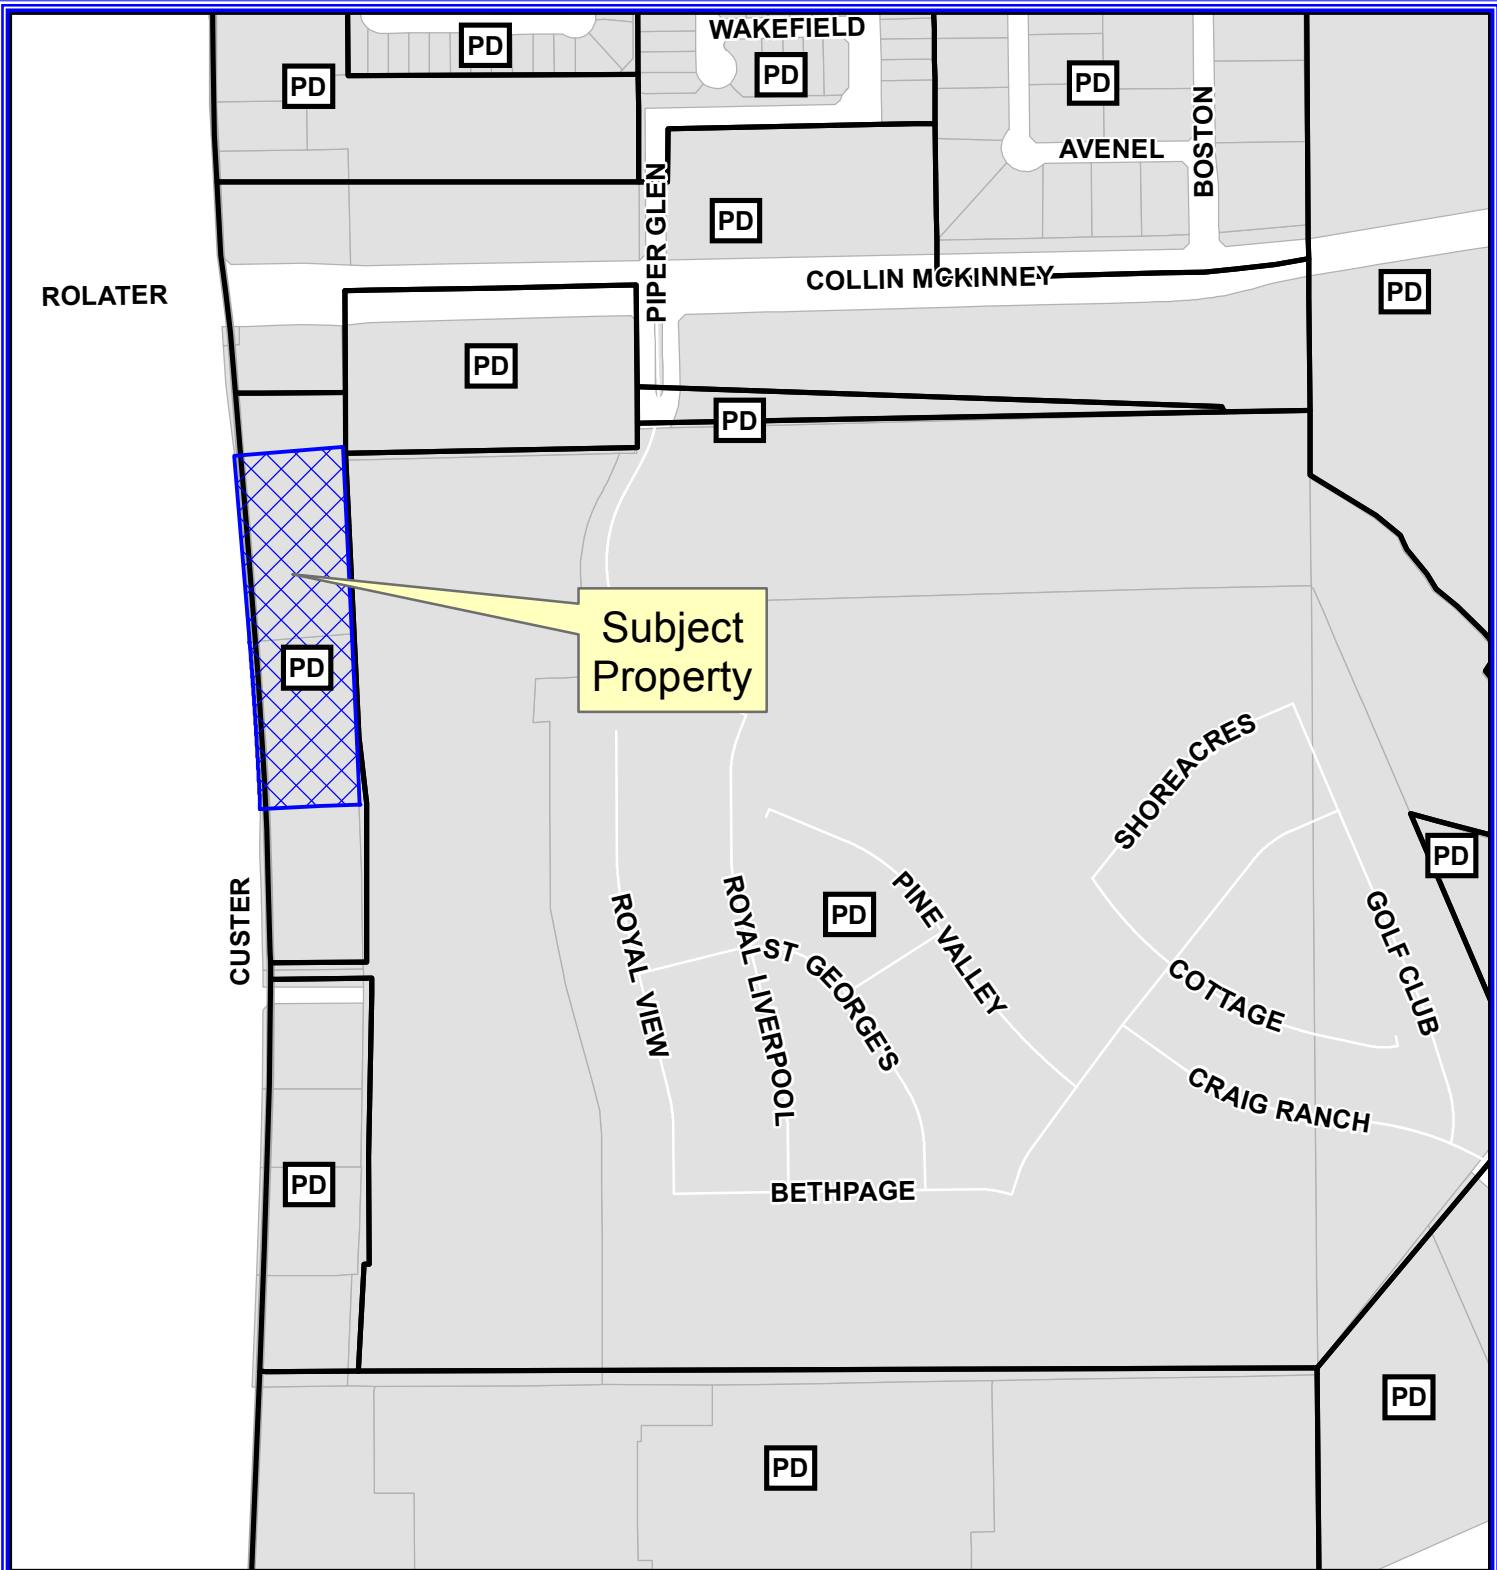 WAKEFIELD
PD
PD
PD
PD
BOSTON
AVENEL
PIPER GLEN
PD
COLLIN MCKINNEY
ROLATER
PD
PD
PD
Subject
Property
PD
SHOREACRES
PD
CUSTER
ROYAL VIEW
ROYAL LIVERPOOL
PD
ST GEORGE'S
PINE VALLEY
GOLF CLUB
COTTAGE
CRAIG RANCH
PD
BETHPAGE
PD
PD